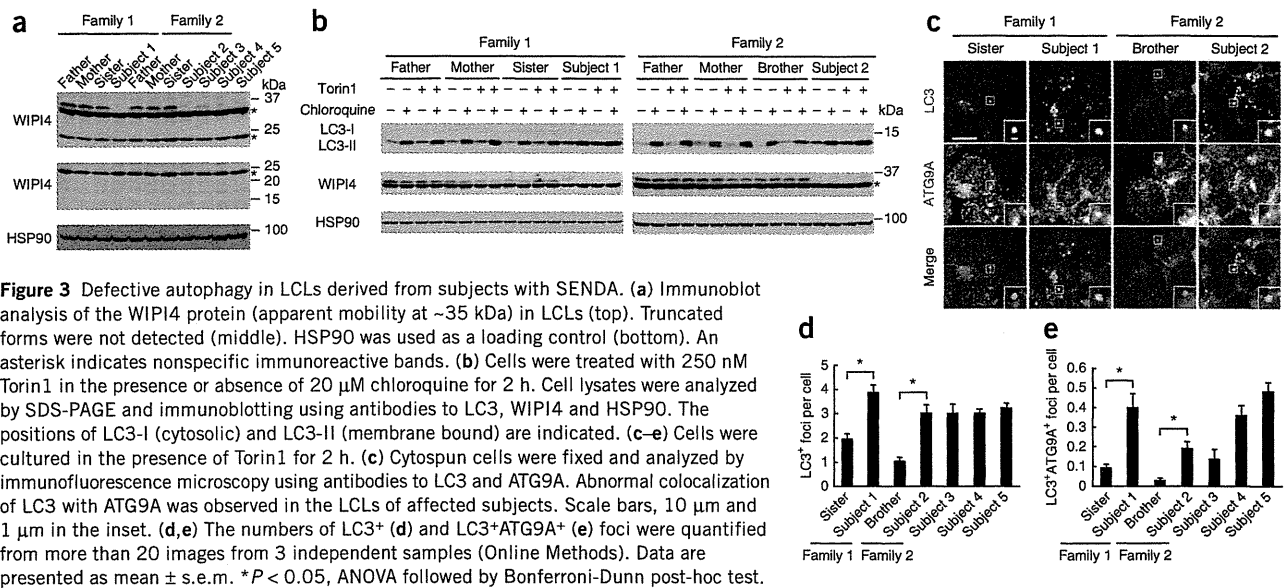 a
Family 1
Family 2
Father
Mother
Sister
Subject 1
Father
Mother
Sister
Subject 2
Subject 3
Subject 4
Subject 5
kDa
37
*
WIPI4
25
*
25
*
WIPI4
20
15
HSP90
100
b
Family 1
Family 2
Father Mother Sister Subject 1
Father Mother Brother Subject 2
Torin1 – – + + – – + + – – + + – – + + – – + + – – + + – – + + – – + +
Chloroquine – + – + – + – + – + – + – + – + – + – + – + – + – + – + – + – + kDa
LC3-I
LC3-II
15
WIPI4
37
*
HSP90
100
c
Family 1
Family 2
Sister
Subject 1
Brother
Subject 2
LC3
ATG9A
Merge
Figure 3 Defective autophagy in LCLs derived from subjects with SENDA. (a) Immunoblot
analysis of the WIPI4 protein (apparent mobility at ~35 kDa) in LCLs (top). Truncated
forms were not detected (middle). HSP90 was used as a loading control (bottom). An
asterisk indicates nonspecific immunoreactive bands. (b) Cells were treated with 250 nM
Torin1 in the presence or absence of 20 μM chloroquine for 2 h. Cell lysates were analyzed
by SDS-PAGE and immunoblotting using antibodies to LC3, WIPI4 and HSP90. The
positions of LC3-I (cytosolic) and LC3-II (membrane bound) are indicated. (c–e) Cells were
cultured in the presence of Torin1 for 2 h. (c) Cytospun cells were fixed and analyzed by
immunofluorescence microscopy using antibodies to LC3 and ATG9A. Abnormal colocalization
of LC3 with ATG9A was observed in the LCLs of affected subjects. Scale bars, 10 μm and
1 μm in the inset. (d,e) The numbers of LC3⁺ (d) and LC3⁺ATG9A⁺ (e) foci were quantified
from more than 20 images from 3 independent samples (Online Methods). Data are
presented as mean ± s.e.m. *P < 0.05, ANOVA followed by Bonferroni-Dunn post-hoc test.
d
LC3⁺ foci per cell
5
4
3
2
1
0
*
*
Sister
Subject 1
Brother
Subject 2
Subject 3
Subject 4
Subject 5
Family 1
Family 2
e
LC3⁺ATG9A⁺ foci per cell
0.6
0.5
0.4
0.3
0.2
0.1
0
*
*
Sister
Subject 1
Brother
Subject 2
Subject 3
Subject 4
Subject 5
Family 1
Family 2